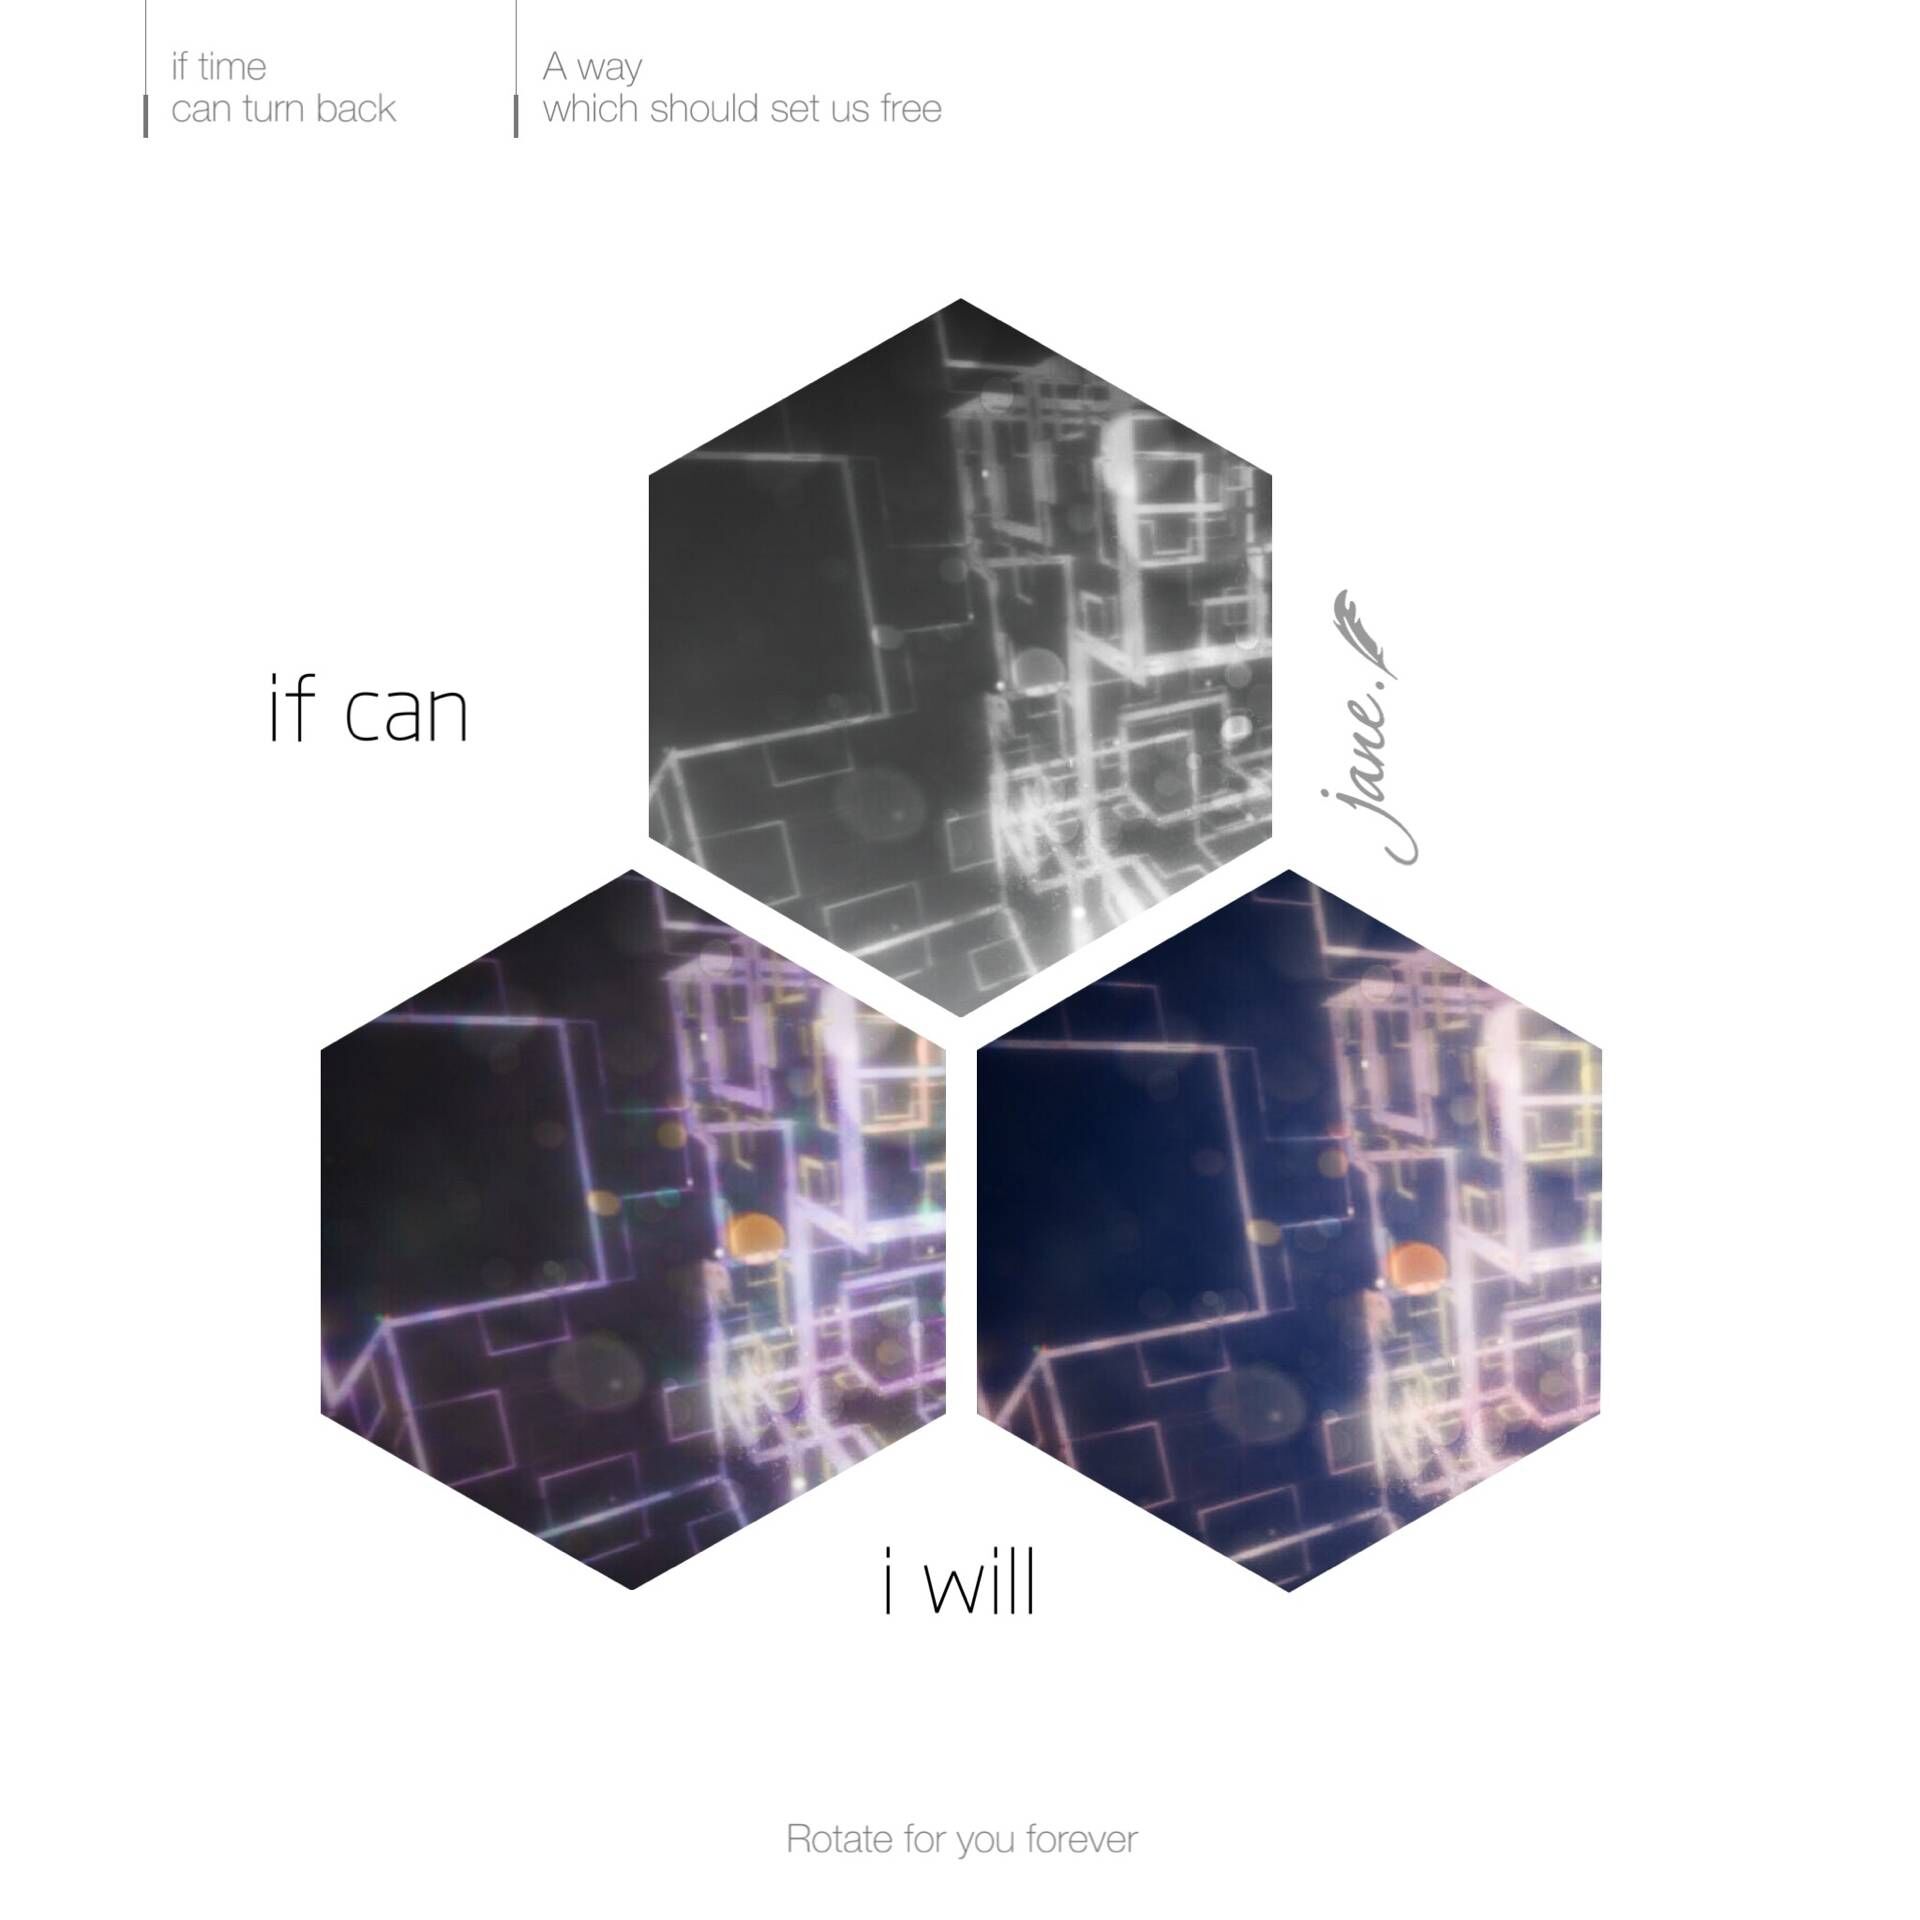 if time
can turn back
A way
which should set us free
if can
jane.
i will
Rotate for you forever